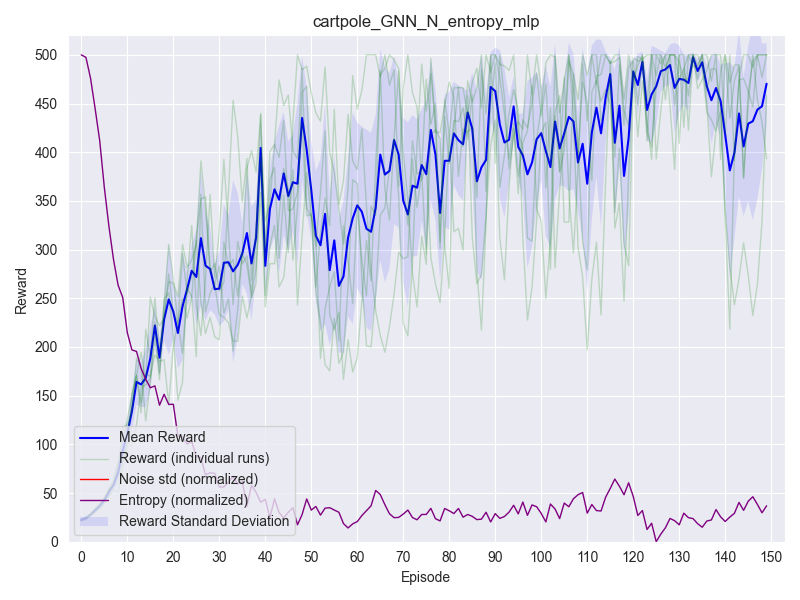 cartpole_GNN_N_entropy_mlp
Reward
500
450
400
350
300
250
200
150
100
50
0
Mean Reward
Reward (individual runs)
Noise std (normalized)
Entropy (normalized)
Reward Standard Deviation
0 10 20 30 40 50 60 70 80 90 100 110 120 130 140 150
Episode